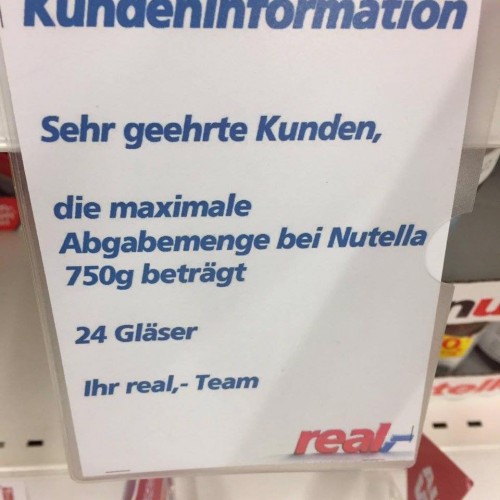 Kundeninformation
Sehr geehrte Kunden,
die maximale
Abgabemenge bei Nutella
750g beträgt
24 Gläser
Ihr real,- Team
real,-